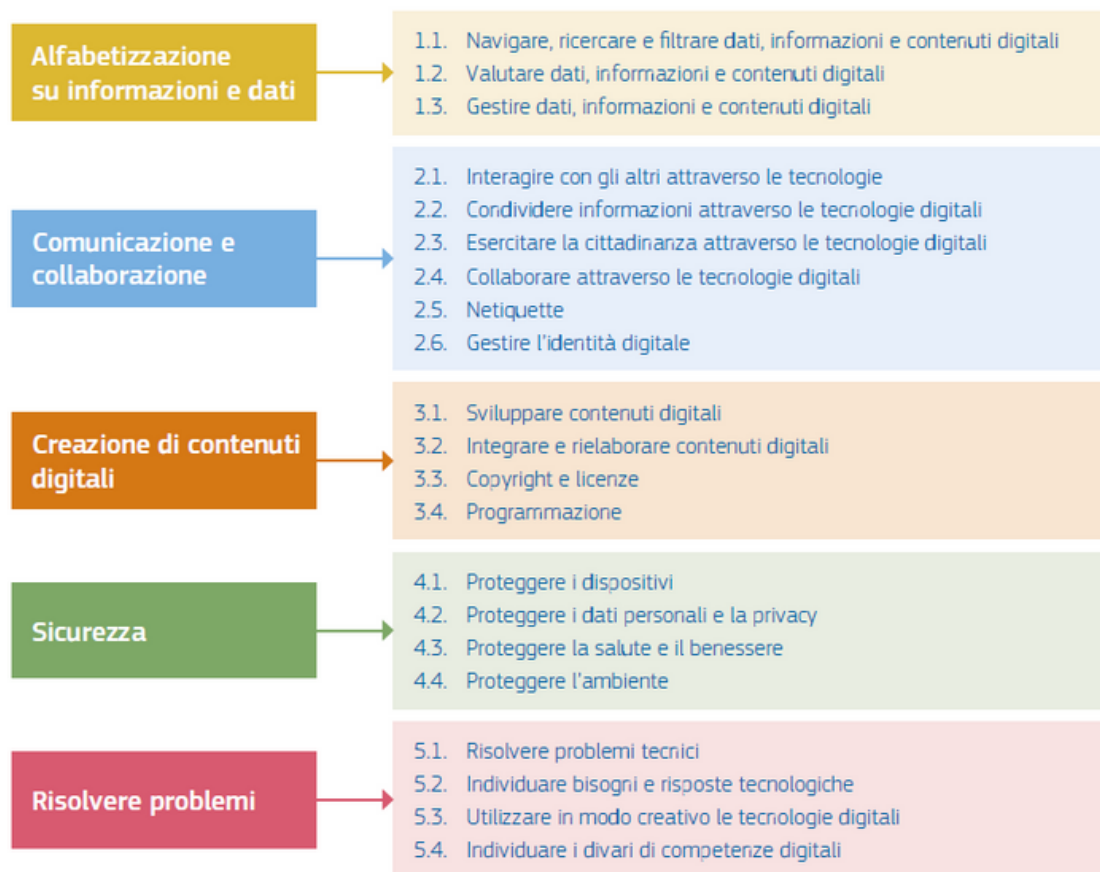 Alfabetizzazione
su informazioni e dati
1.1. Navigare, ricercare e filtrare dati, informazioni e contenuti digitali
1.2. Valutare dati, informazioni e contenuti digitali
1.3. Gestire dati, informazioni e contenuti digitali
Comunicazione e
collaborazione
2.1. Interagire con gli altri attraverso le tecnologie
2.2. Condividere informazioni attraverso le tecnologie digitali
2.3. Esercitare la cittadinanza attraverso le tecnologie digitali
2.4. Collaborare attraverso le tecnologie digitali
2.5. Netiquette
2.6. Gestire l'identità digitale
Creazione di contenuti
digitali
3.1. Sviluppare contenuti digitali
3.2. Integrare e rielaborare contenuti digitali
3.3. Copyright e licenze
3.4. Programmazione
Sicurezza
4.1. Proteggere i dispositivi
4.2. Proteggere i dati personali e la privacy
4.3. Proteggere la salute e il benessere
4.4. Proteggere l'ambiente
Risolvere problemi
5.1. Risolvere problemi tecnici
5.2. Individuare bisogni e risposte tecnologiche
5.3. Utilizzare in modo creativo le tecnologie digitali
5.4. Individuare i divari di competenze digitali